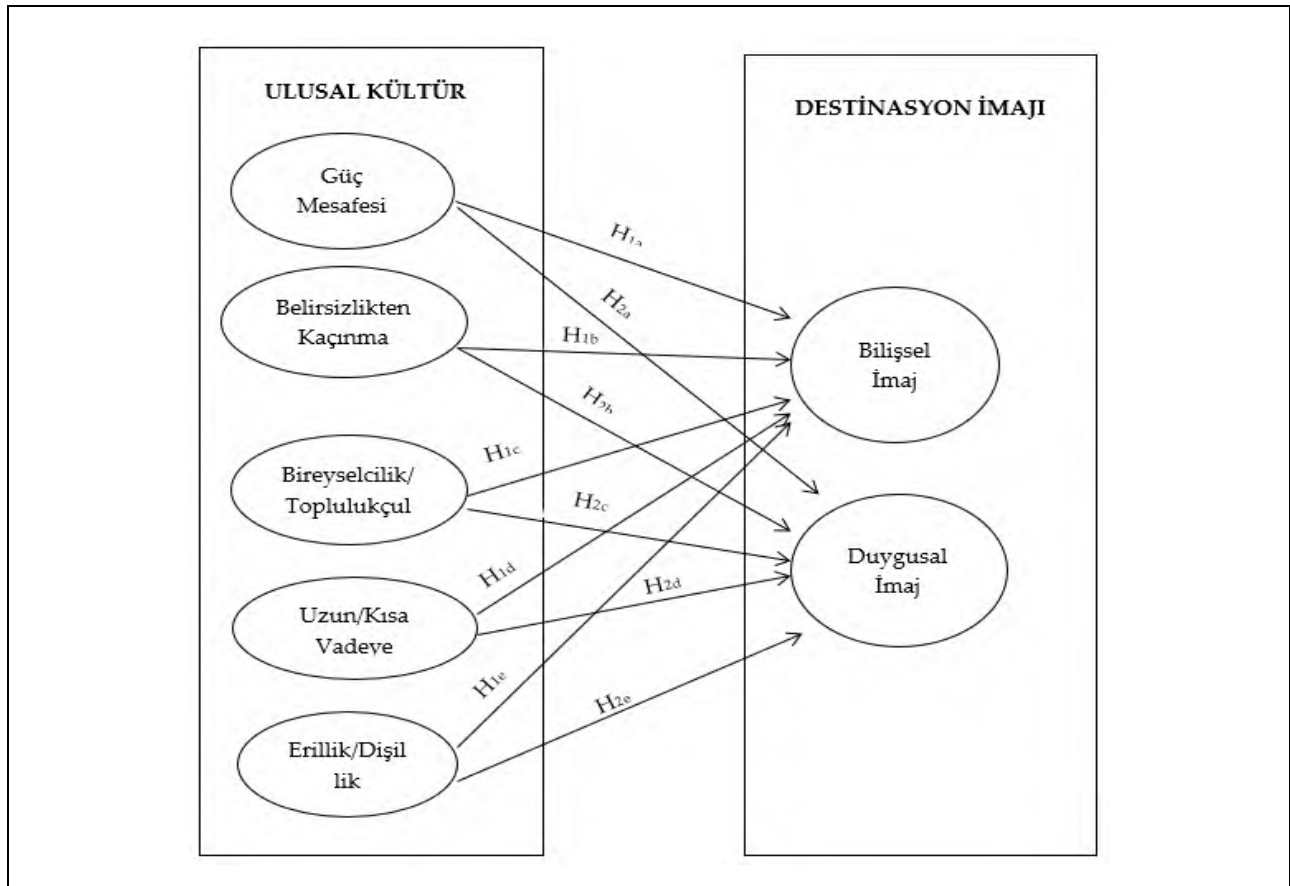 ULUSAL KÜLTÜR
Güç
Mesafesi
Belirsizlikten
Kaçınma
Bireyselcilik/
Toplulukçul
Uzun/Kısa
Vadeve
Erillik/Dişil
lik
H1a
H2a
H1b
H2b
H1c
H2c
H1d
H2d
H1e
H2e
DESTİNASYON İMAJI
Bilişsel
İmaj
Duygusal
İmaj